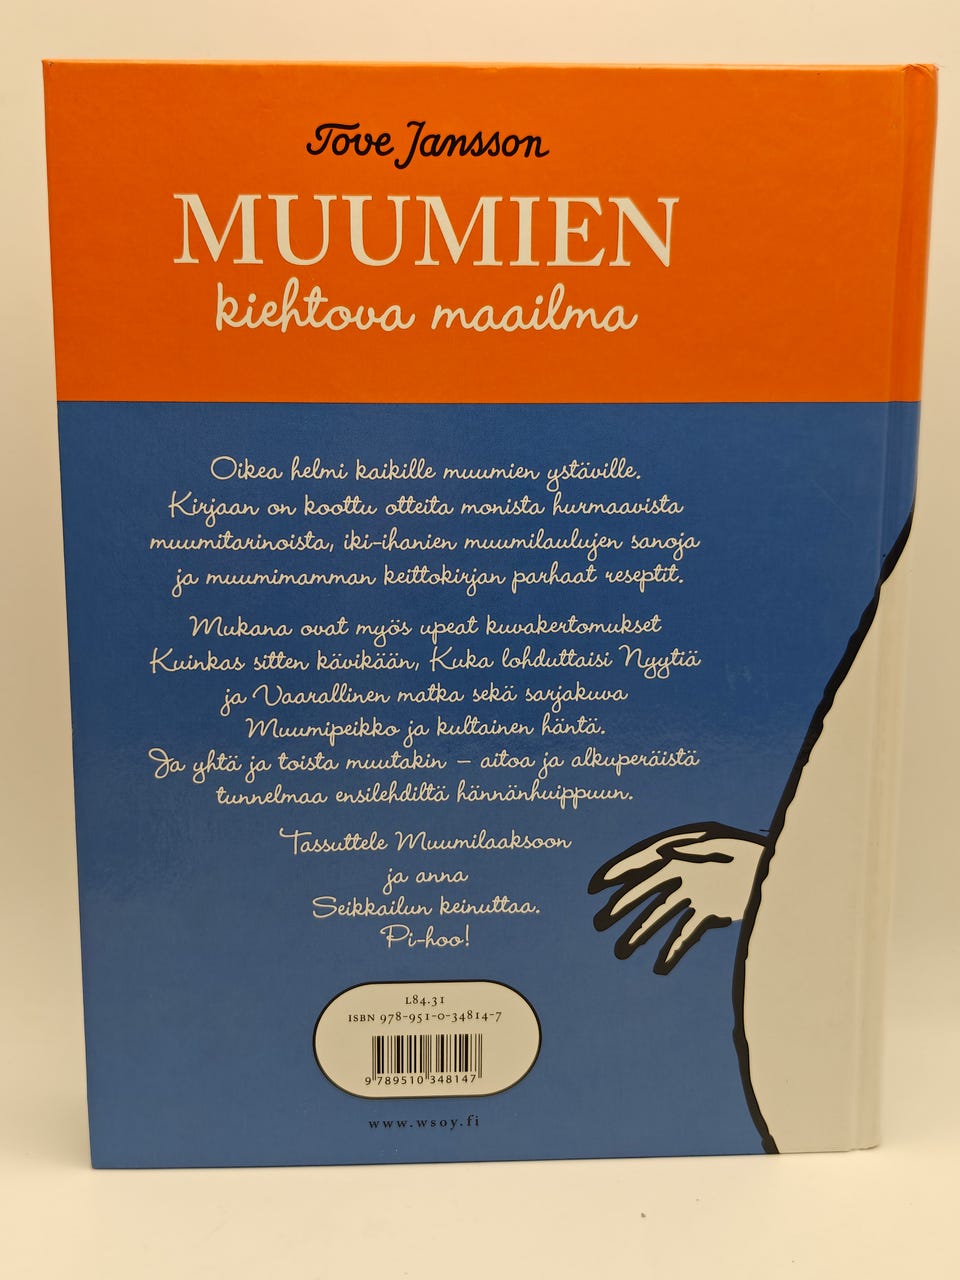 Tove Jansson
MUUMIEN
kiehtova maailma
Oikea helmi kaikille muumien ystäville.
Kirjaan on koottu otteita monista hurmaavista
muumitarinoista, iki-ihanien muumilaulujen sanoja
ja muumimamman keittokirjan parhaat reseptit.
Mukana ovat myös upeat kuvakertomukset
Kuinkas sitten kävikään, Kuka lohduttaisi Nyytiä
ja Vaarallinen matka sekä sarjakuva
Muumipeikko ja kultainen häntä.
Ja yhtä ja toista muutakin – aitoa ja alkuperäistä
tunnelmaa ensilehdiltä hännänhuippuun.
Tassuttele Muumilaaksoon
ja anna
Seikkailun keinuttaa.
Pi-hoo!
L84.31
ISBN 978-951-0-34814-7
9 789510 348147
www.wsoy.fi